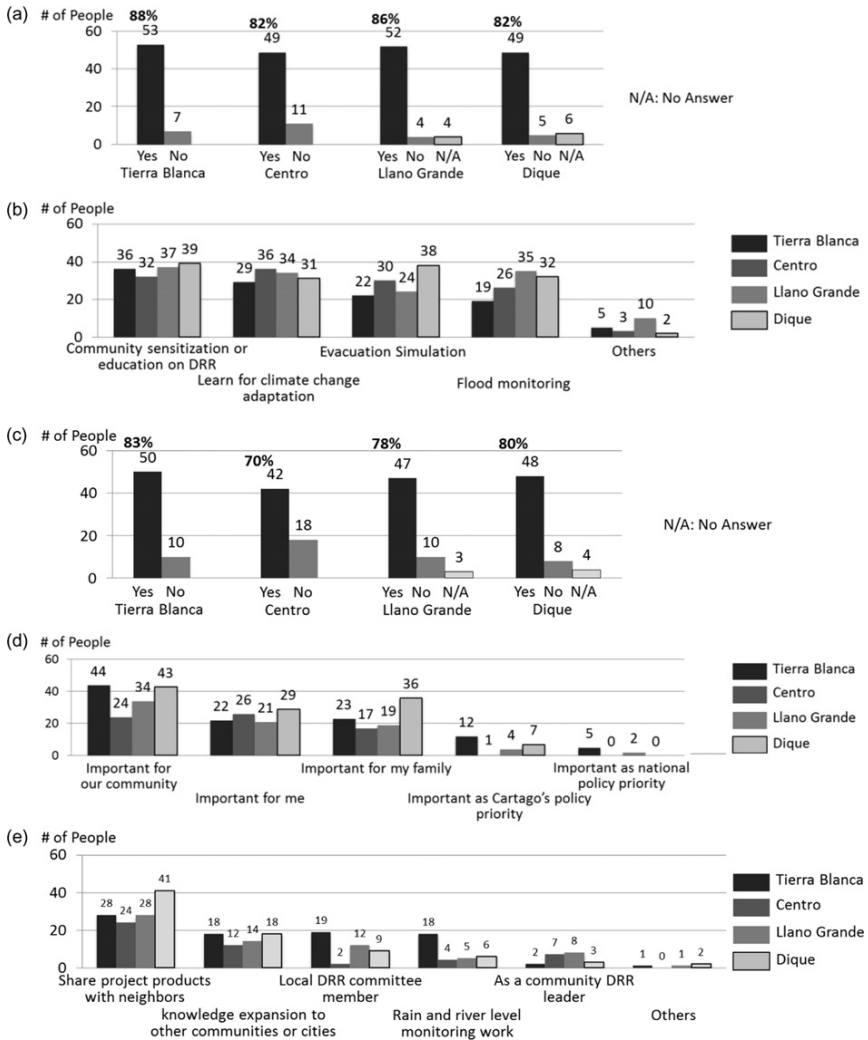 (a) # of People
88% 82% 86% 82%
60 53 49 52 49
40
N/A: No Answer
20
7 11 4 4 5 6
0
Yes No Yes No Yes No N/A Yes No N/A
Tierra Blanca Centro Llano Grande Dique
(b) # of People
60
40 36 32 37 39 29 36 34 31 22 30 24 38 19 26 35 32
20
5 3 10 2
0
Tierra Blanca
Centro
Llano Grande
Dique
Community sensitization or
education on DRR
Learn for climate change
adaptation
Evacuation Simulation
Flood monitoring
Others
(c) # of People
83% 70% 78% 80%
60 50 42 47 48
40
N/A: No Answer
20
10 18 10 3 8 4
0
Yes No Yes No Yes No N/A Yes No N/A
Tierra Blanca Centro Llano Grande Dique
(d) # of People
60
44 24 34 43 22 26 21 29 23 17 19 36
40
20
12 1 4 7 5 0 2 0
0
Tierra Blanca
Centro
Llano Grande
Dique
Important for
our community
Important for me
Important for my family
Important as Cartago’s policy
priority
Important as national
policy priority
(e) # of People
60
40
28 24 28 41 18 12 14 18 19 2 12 9 18 4 5 6 2 7 8 3 1 0 1 2
20
0
Tierra Blanca
Centro
Llano Grande
Dique
Share project products
with neighbors
knowledge expansion to
other communities or cities
Local DRR committee
member
Rain and river level
monitoring work
As a community DRR
leader
Others